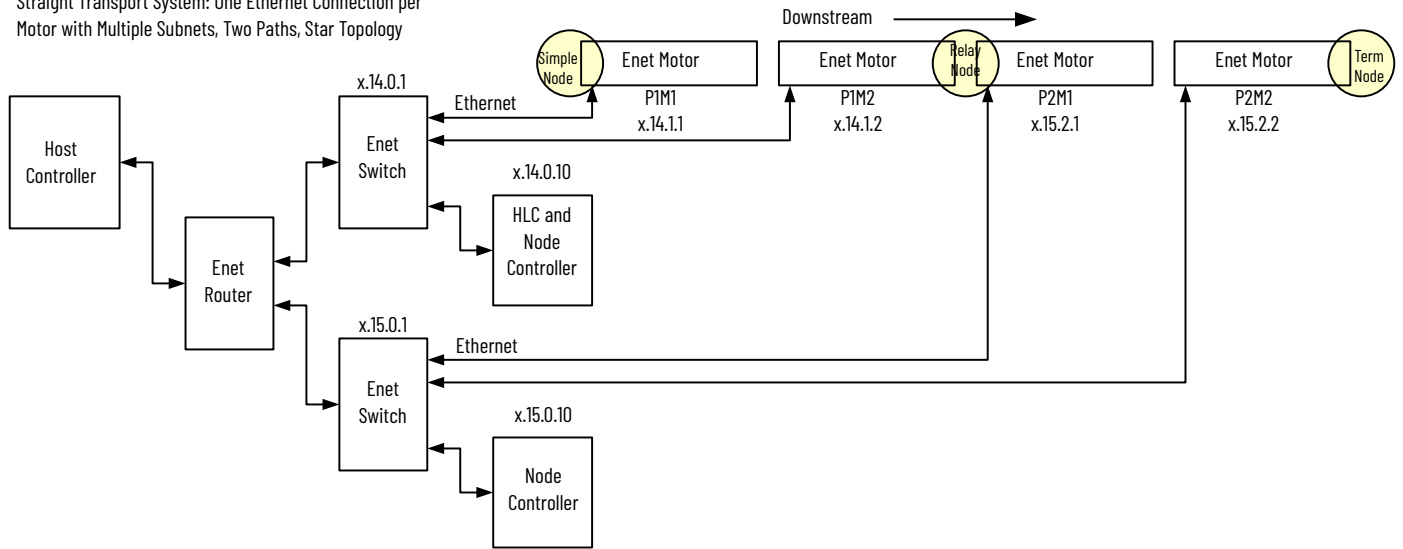 Straight Transport System: One Ethernet Connection per
Motor with Multiple Subnets, Two Paths, Star Topology
Downstream
Simple
Node
Enet Motor
Enet Motor
Relay
Node
Enet Motor
Enet Motor
Term
Node
P1M1
x.14.1.1
P1M2
x.14.1.2
P2M1
x.15.2.1
P2M2
x.15.2.2
x.14.0.1
Ethernet
Host
Controller
Enet
Switch
x.14.0.10
HLC and
Node
Controller
Enet
Router
x.15.0.1
Ethernet
Enet
Switch
x.15.0.10
Node
Controller